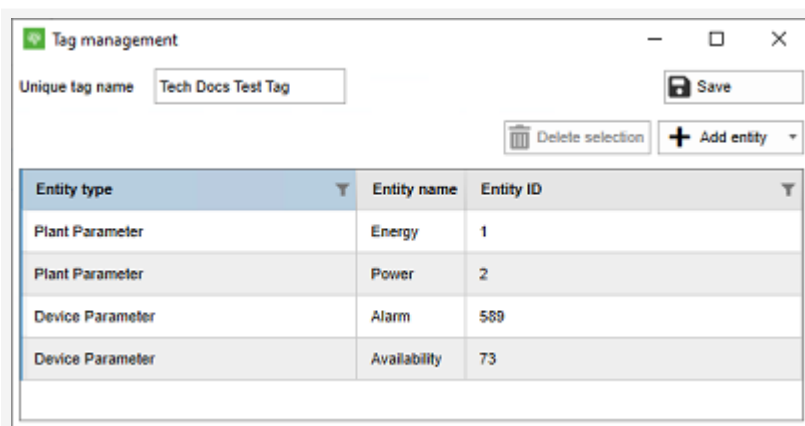 Tag management
Unique tag name Tech Docs Test Tag Save
Delete selection Add entity
Entity type Entity name Entity ID
Plant Parameter Energy 1
Plant Parameter Power 2
Device Parameter Alarm 589
Device Parameter Availability 73